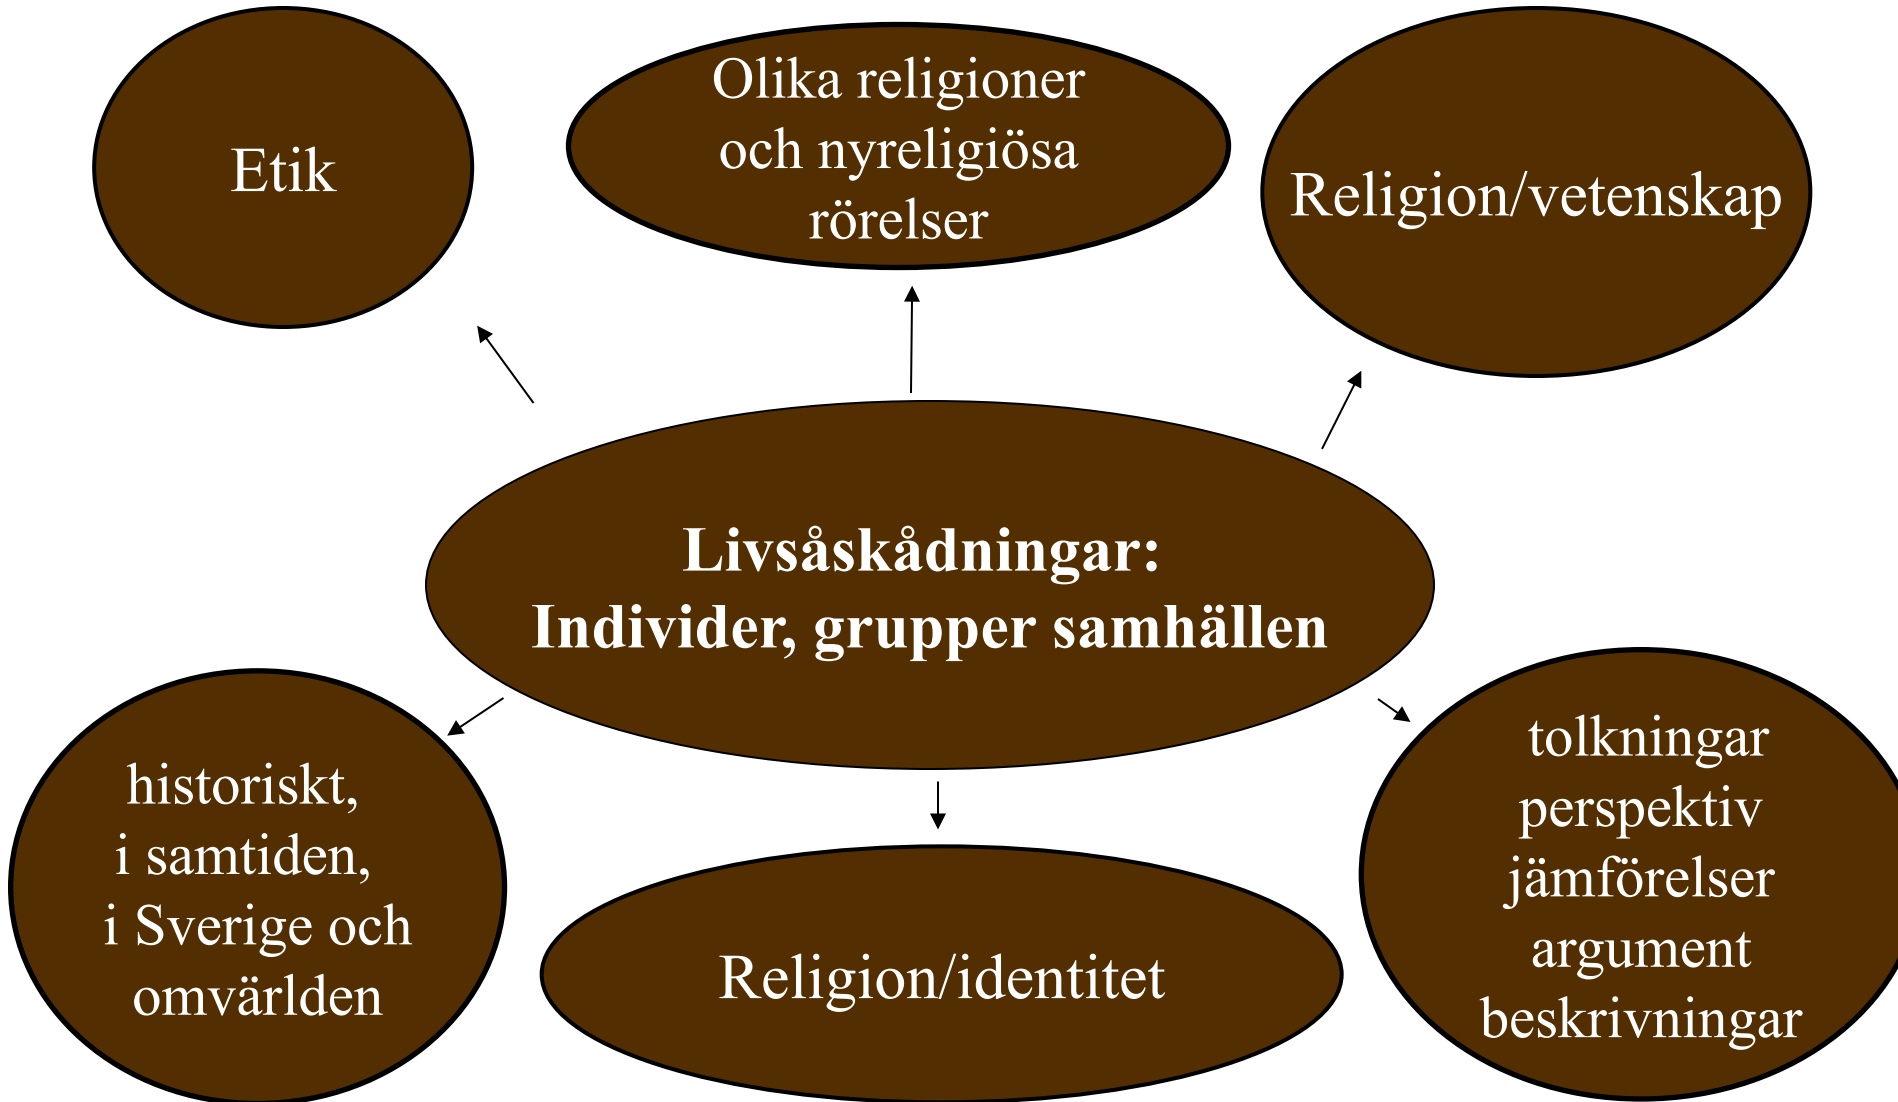 Etik
Olika religioner
och nyreligiösa
rörelser
Religion/vetenskap
Livsåskådningar:
Individer, grupper samhällen
historiskt,
i samtiden,
i Sverige och
omvärlden
Religion/identitet
tolkningar
perspektiv
jämförelser
argument
beskrivningar